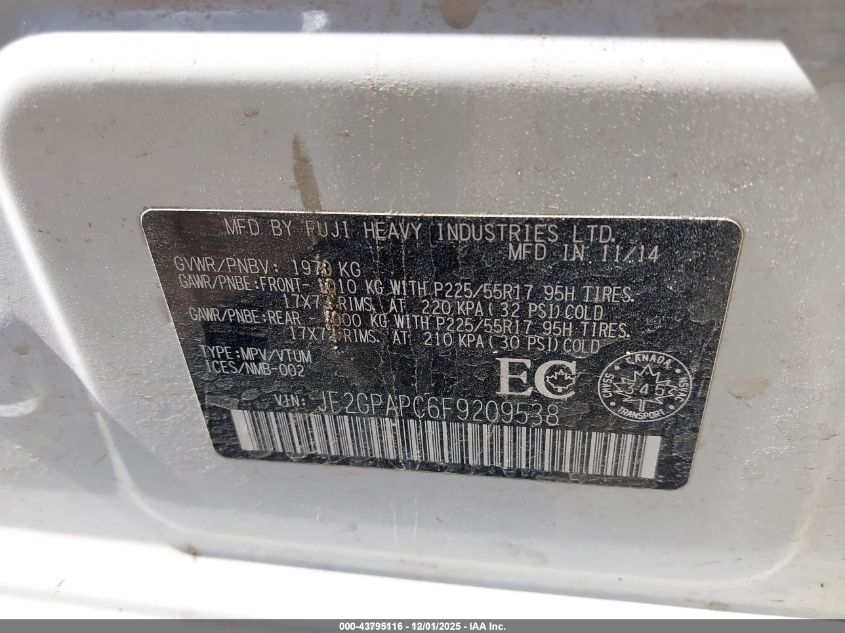 MFD BY FUJI HEAVY INDUSTRIES LTD.
MFD IN 11/14
GVWR/PNBV: 1970 KG
GAWR/PNBE:FRONT- 1010 KG WITH P225/55R17 95H TIRES.
17X7 RIMS. AT 220 KPA(32 PSI)COLD
GAWR/PNBE:REAR 1000 KG WITH P225/55R17 95H TIRES.
17X7 RIMS. AT 210 KPA(30 PSI)COLD
TYPE:MPV/VTUM
ICES/NMB-002
EC
CANADA
SSMVO
NSVAC
4
TRANSPORT
VIN: JF2GPAPC6F9209538
000-43795116 - 12/01/2025 - IAA Inc.